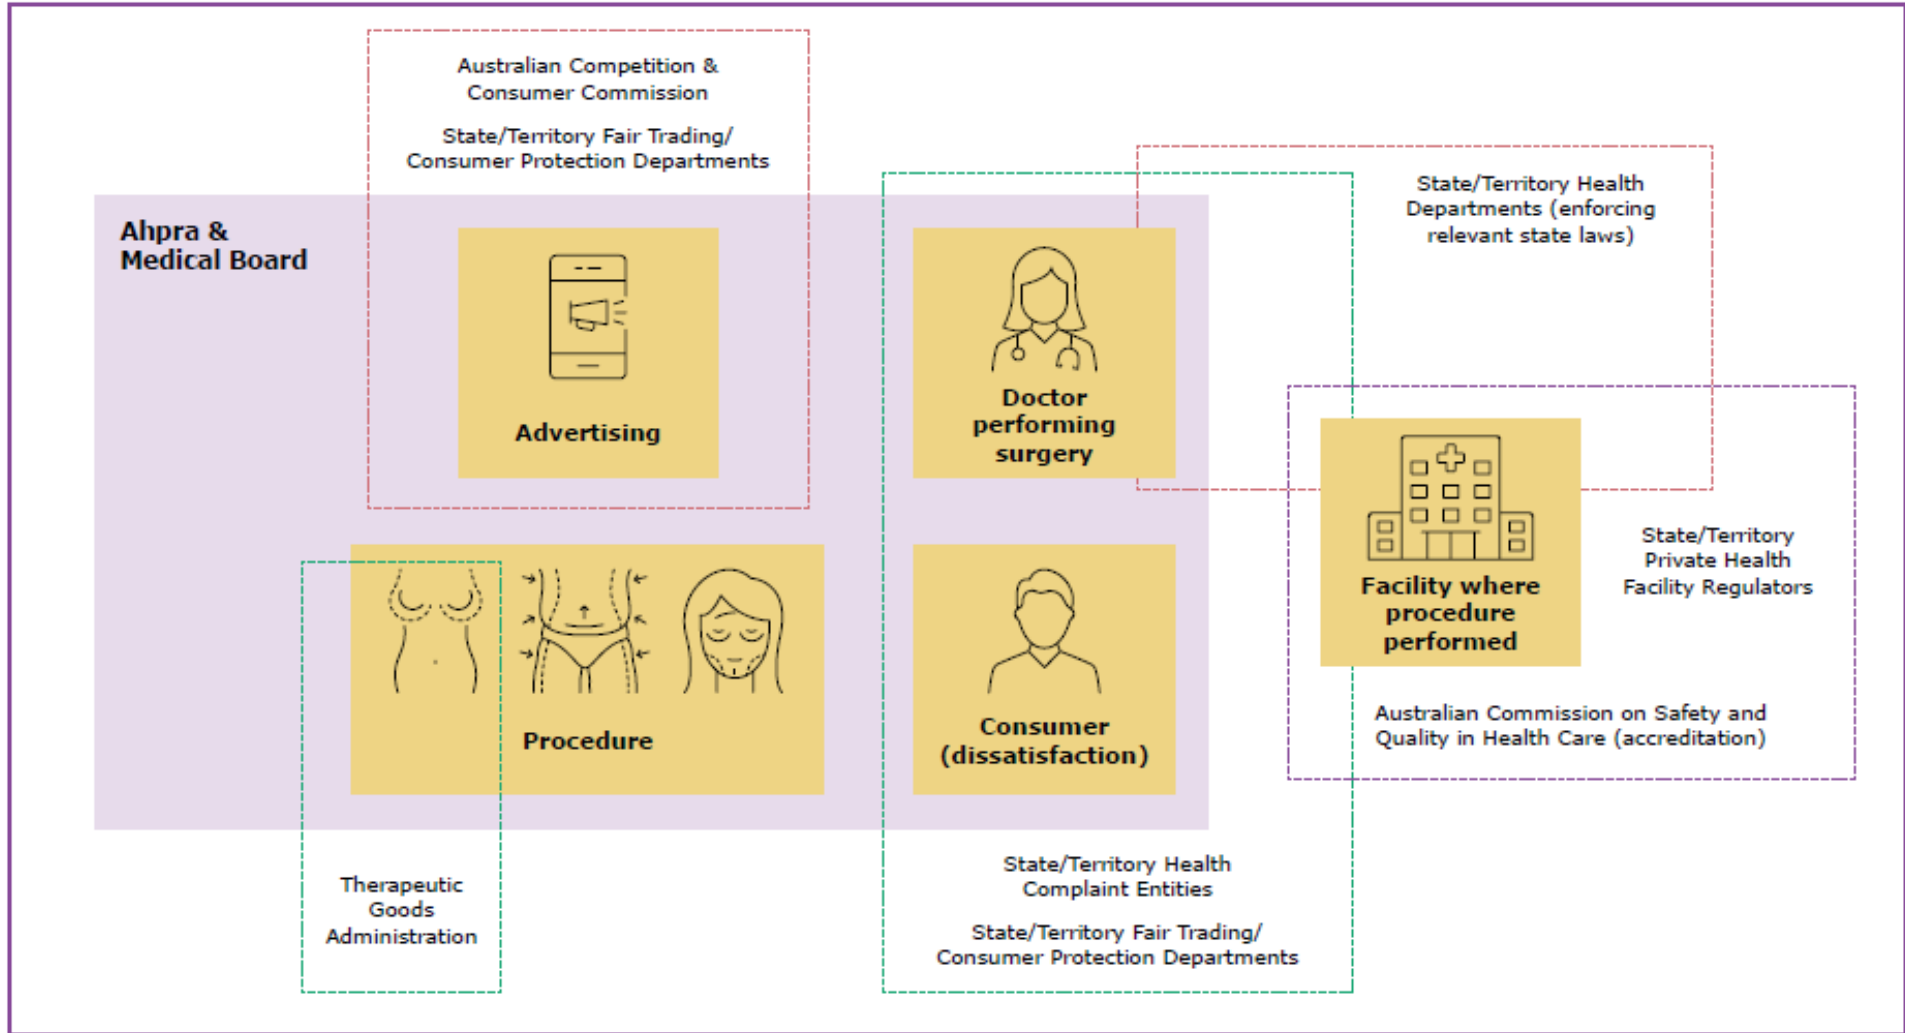 Australian Competition &
Consumer Commission
State/Territory Fair Trading/
Consumer Protection Departments
State/Territory Health
Departments (enforcing
relevant state laws)
Ahpra &
Medical Board
Advertising
Doctor
performing
surgery
Facility where
procedure
performed
State/Territory
Private Health
Facility Regulators
Australian Commission on Safety and
Quality in Health Care (accreditation)
Procedure
Consumer
(dissatisfaction)
Therapeutic
Goods
Administration
State/Territory Health
Complaint Entities
State/Territory Fair Trading/
Consumer Protection Departments